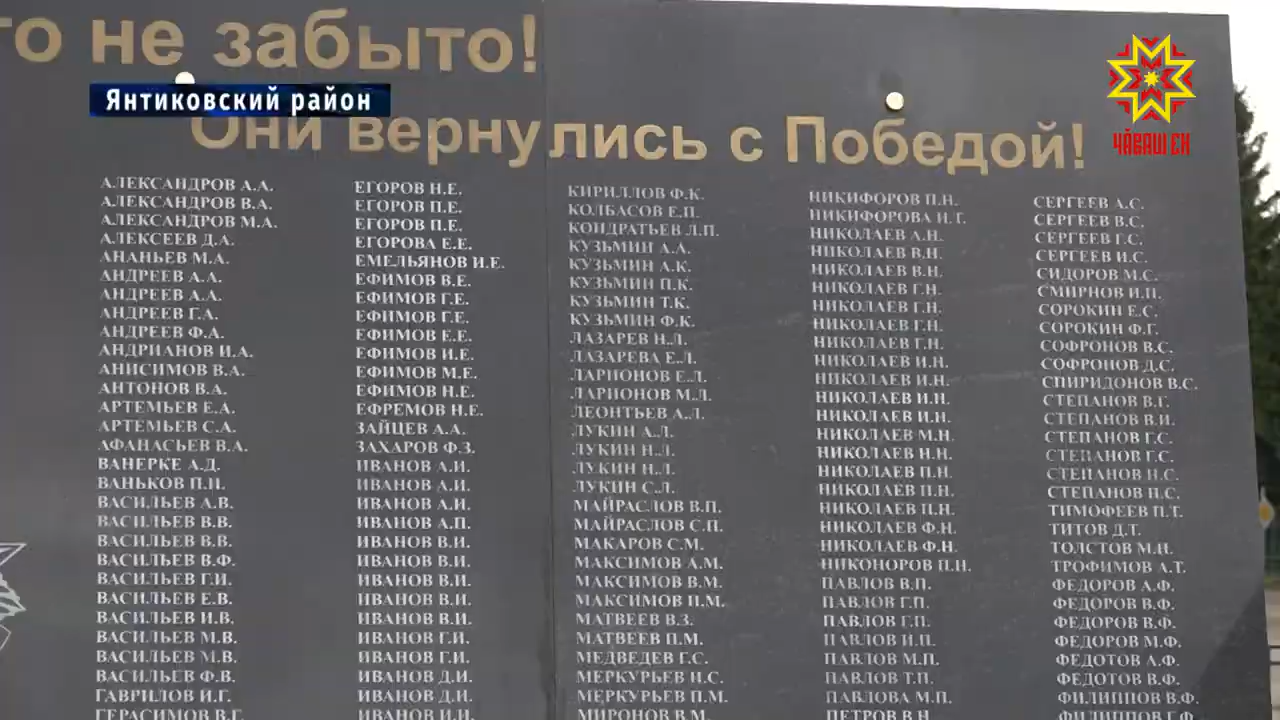 то не забыто!
Янтиковский район
ЧӐВАШ ЕН
Они вернулись с Победой!
АЛЕКСАНДРОВ А.А.
АЛЕКСАНДРОВ В.А.
АЛЕКСАНДРОВ М.А.
АЛЕКСЕЕВ Д.А.
АНАНЬЕВ М.А.
АНДРЕЕВ А.А.
АНДРЕЕВ А.А.
АНДРЕЕВ Г.А.
АНДРЕЕВ Ф.А.
АНДРИАНОВ И.А.
АНИСИМОВ В.А.
АНТОНОВ В.А.
АРТЕМЬЕВ Е.А.
АРТЕМЬЕВ С.А.
АФАНАСЬЕВ В.А.
ВАНЕРКЕ А.Д.
ВАНЬКОВ П.Н.
ВАСИЛЬЕВ А.В.
ВАСИЛЬЕВ В.В.
ВАСИЛЬЕВ В.В.
ВАСИЛЬЕВ В.Ф.
ВАСИЛЬЕВ Г.И.
ВАСИЛЬЕВ Е.В.
ВАСИЛЬЕВ И.В.
ВАСИЛЬЕВ М.В.
ВАСИЛЬЕВ М.В.
ВАСИЛЬЕВ Ф.В.
ГАВРИЛОВ И.Г.
ГЕРАСИМОВ В.Г.
ЕГОРОВ Н.Е.
ЕГОРОВ П.Е.
ЕГОРОВ П.Е.
ЕГОРОВА Е.Е.
ЕМЕЛЬЯНОВ И.Е.
ЕФИМОВ В.Е.
ЕФИМОВ Г.Е.
ЕФИМОВ Г.Е.
ЕФИМОВ Е.Е.
ЕФИМОВ И.Е.
ЕФИМОВ М.Е.
ЕФИМОВ Н.Е.
ЕФРЕМОВ Н.Е.
ЗАЙЦЕВ А.А.
ЗАХАРОВ Ф.З.
ИВАНОВ А.И.
ИВАНОВ А.И.
ИВАНОВ А.И.
ИВАНОВ А.П.
ИВАНОВ В.И.
ИВАНОВ В.И.
ИВАНОВ В.И.
ИВАНОВ В.И.
ИВАНОВ В.И.
ИВАНОВ Г.И.
ИВАНОВ Г.И.
ИВАНОВ Д.И.
ИВАНОВ Д.И.
ИВАНОВ И.И.
КИРИЛЛОВ Ф.К.
КОЛБАСОВ Е.П.
КОНДРАТЬЕВ Л.П.
КУЗЬМИН А.А.
КУЗЬМИН А.К.
КУЗЬМИН П.К.
КУЗЬМИН Т.К.
КУЗЬМИН Ф.К.
ЛАЗАРЕВ Н.Л.
ЛАЗАРЕВА Е.Л.
ЛАРИОНОВ Е.Л.
ЛАРИОНОВ М.Л.
ЛЕОНТЬЕВ А.Л.
ЛУКИН А.Л.
ЛУКИН Н.Л.
ЛУКИН Н.Л.
ЛУКИН С.Л.
МАЙРАСЛОВ В.П.
МАЙРАСЛОВ С.П.
МАКАРОВ С.М.
МАКСИМОВ А.М.
МАКСИМОВ В.М.
МАКСИМОВ П.М.
МАТВЕЕВ В.З.
МАТВЕЕВ П.М.
МЕДВЕДЕВ Г.С.
МЕРКУРЬЕВ И.С.
МЕРКУРЬЕВ П.М.
МИРОНОВ В.М.
НИКИФОРОВ П.Н.
НИКИФОРОВА Н.Т.
НИКОЛАЕВ А.Н.
НИКОЛАЕВ В.Н.
НИКОЛАЕВ В.Н.
НИКОЛАЕВ Г.Н.
НИКОЛАЕВ Г.Н.
НИКОЛАЕВ Г.Н.
НИКОЛАЕВ Г.Н.
НИКОЛАЕВ И.Н.
НИКОЛАЕВ И.Н.
НИКОЛАЕВ И.Н.
НИКОЛАЕВ И.Н.
НИКОЛАЕВ М.Н.
НИКОЛАЕВ Н.Н.
НИКОЛАЕВ П.Н.
НИКОЛАЕВ П.Н.
НИКОЛАЕВ П.Н.
НИКОЛАЕВ Ф.Н.
НИКОЛАЕВ Ф.Н.
НИКОНОРОВ П.Н.
ПАВЛОВ В.П.
ПАВЛОВ Г.П.
ПАВЛОВ Г.П.
ПАВЛОВ И.П.
ПАВЛОВ М.П.
ПАВЛОВ Т.П.
ПАВЛОВА М.П.
ПЕТРОВ В.Н.
СЕРГЕЕВ А.С.
СЕРГЕЕВ В.С.
СЕРГЕЕВ Г.С.
СЕРГЕЕВ И.С.
СИДОРОВ М.С.
СМИРНОВ И.П.
СОРОКИН Е.С.
СОРОКИН Ф.Г.
СОФРОНОВ В.С.
СОФРОНОВ Д.С.
СПИРИДОНОВ В.С.
СТЕПАНОВ В.Г.
СТЕПАНОВ В.И.
СТЕПАНОВ Г.С.
СТЕПАНОВ Г.С.
СТЕПАНОВ Н.С.
СТЕПАНОВ Н.С.
ТИМОФЕЕВ П.Т.
ТИТОВ Д.Т.
ТОЛСТОВ М.Н.
ТРОФИМОВ А.Т.
ФЕДОРОВ А.Ф.
ФЕДОРОВ В.Ф.
ФЕДОРОВ В.Ф.
ФЕДОРОВ М.Ф.
ФЕДОТОВ А.Ф.
ФЕДОТОВ В.Ф.
ФИЛИППОВ В.Ф.
ФИЛИППОВ Г.Ф.